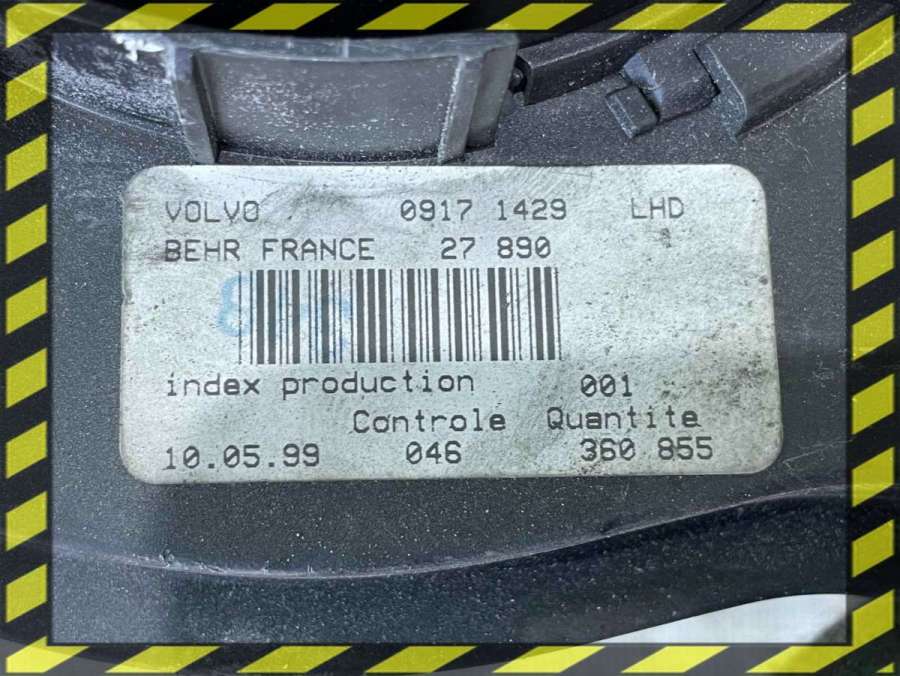 VOLVO 0917 1429 LHD
BEHR FRANCE 27 890
index production 001
Controle Quantite
10.05.99 046 360 855